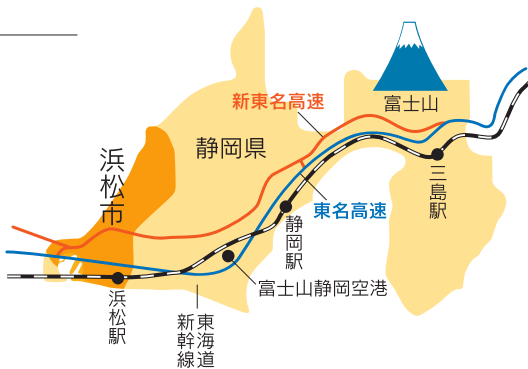 富士山
新東名高速
静岡県
浜松市
三島駅
東名高速
静岡駅
富士山静岡空港
浜松駅
東海道
新幹線